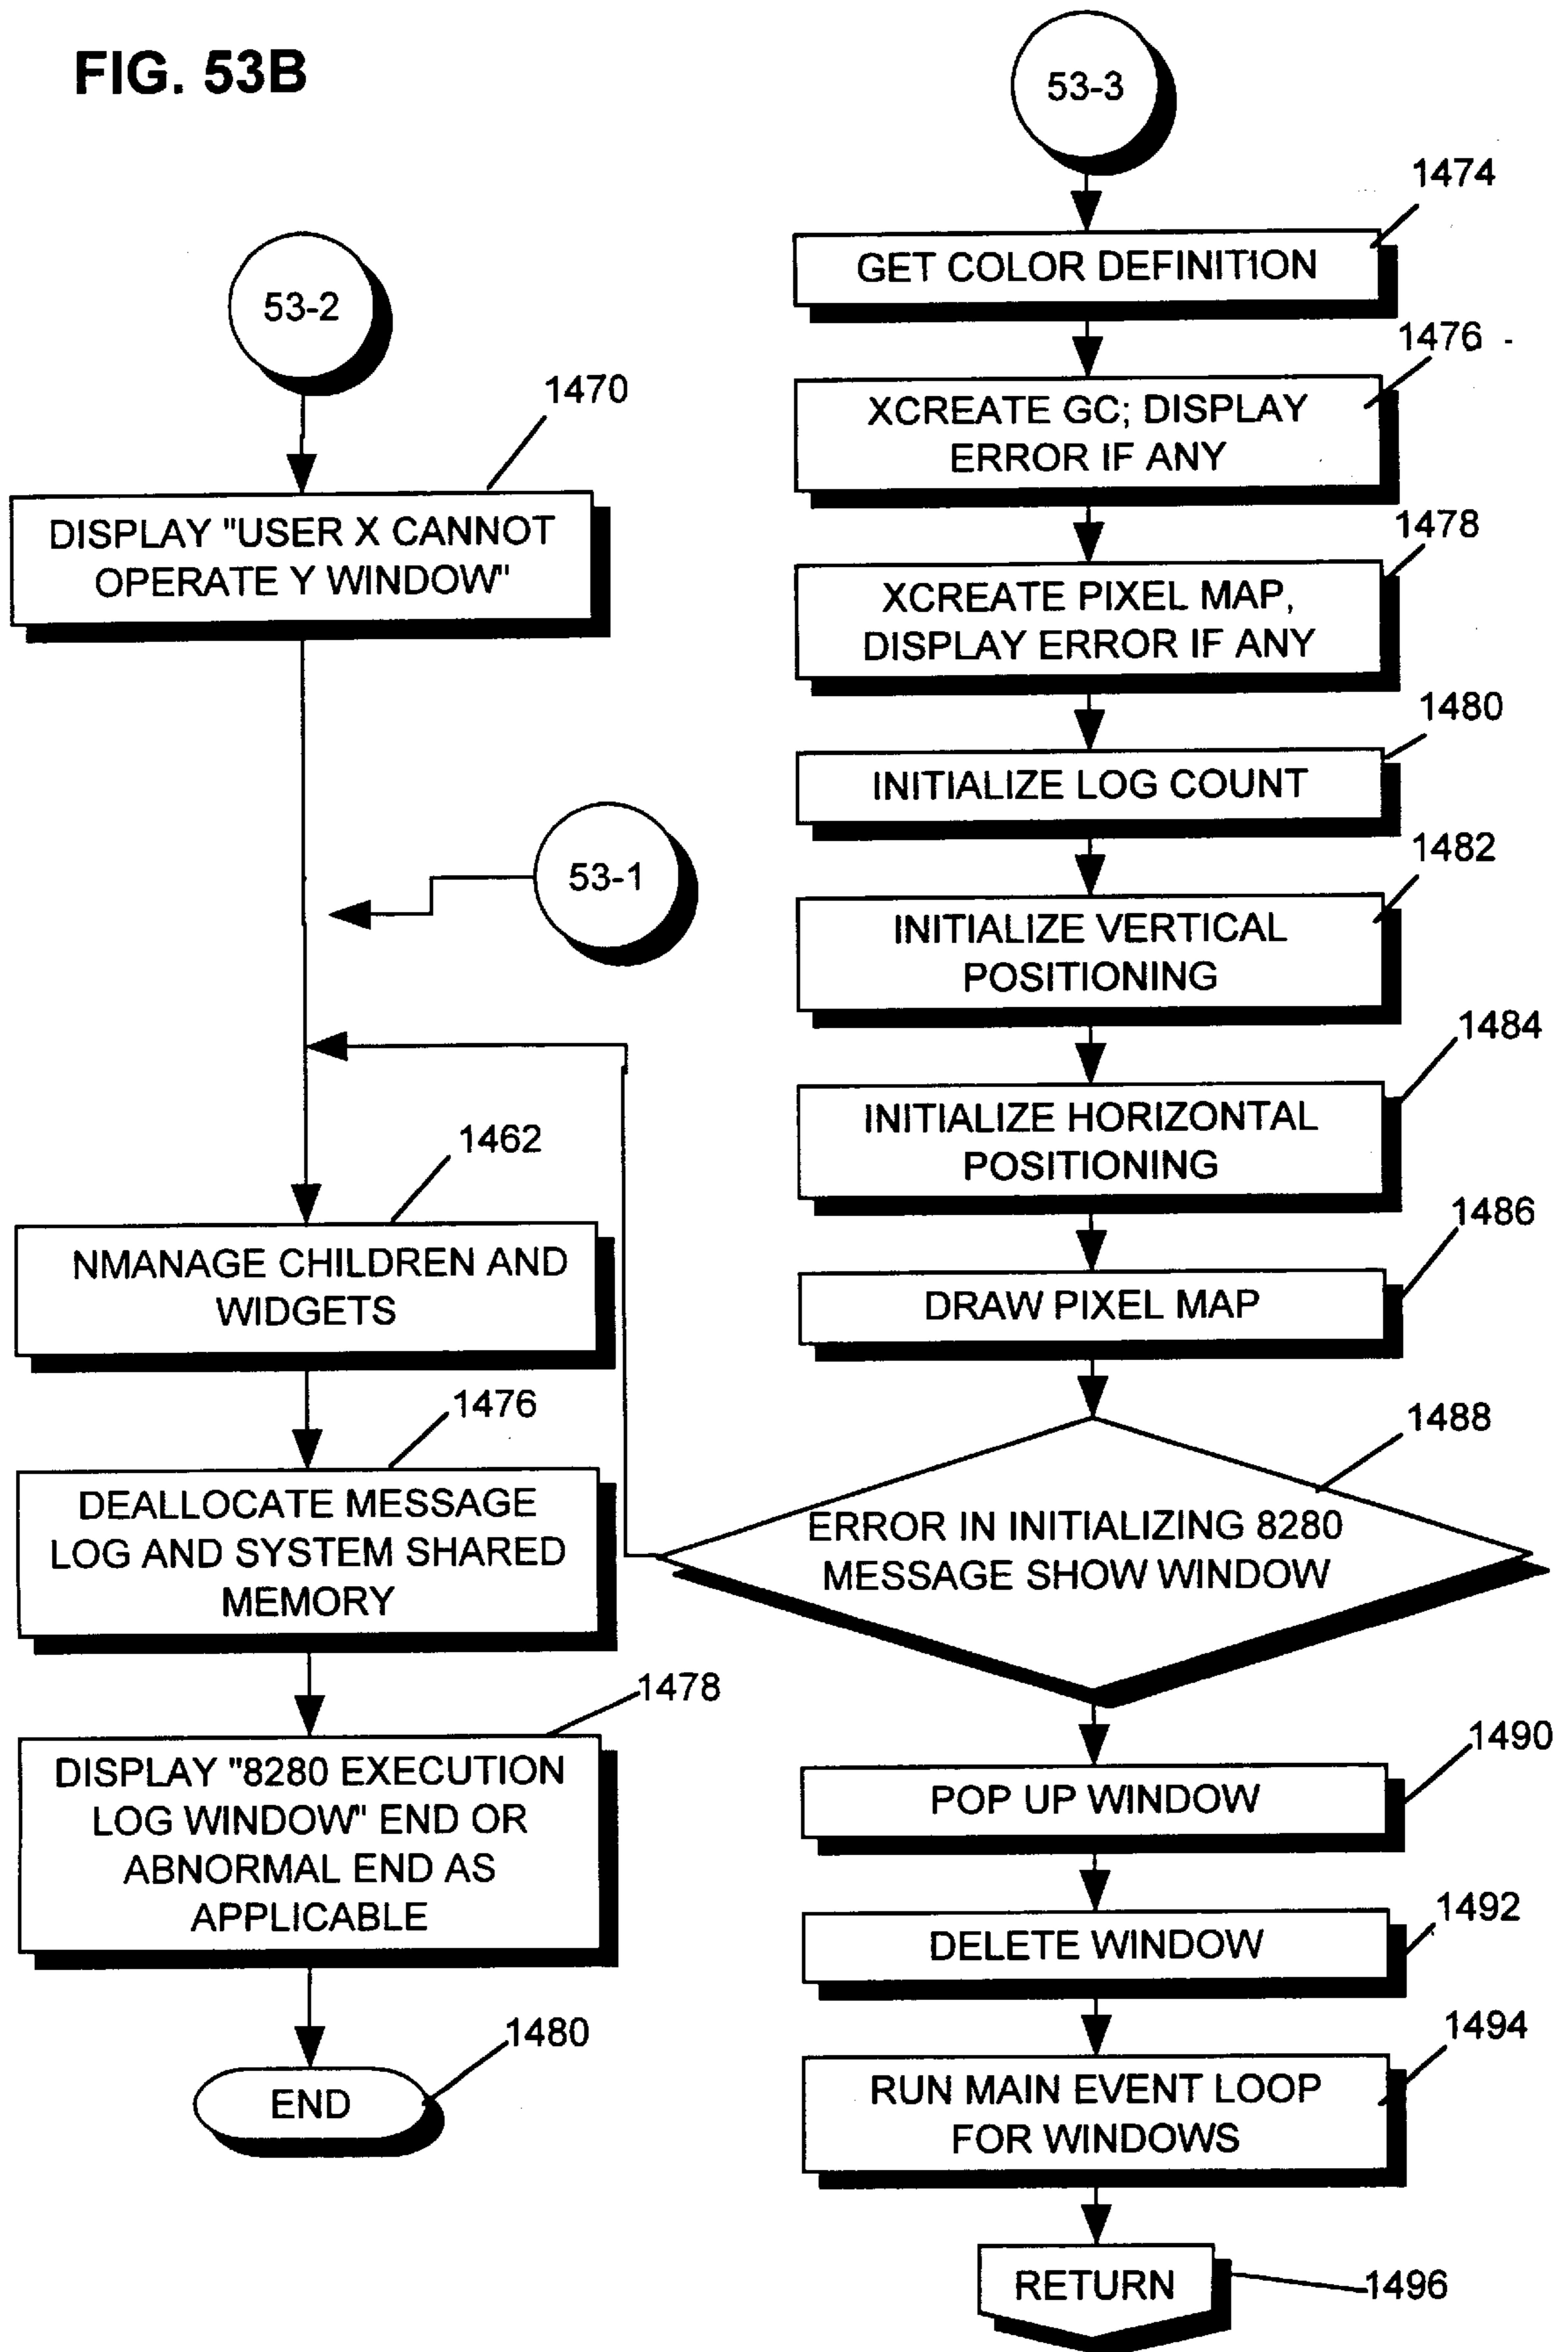 FIG. 53B
53-2
1470
DISPLAY "USER X CANNOT
OPERATE Y WINDOW"
53-1
1462
NMANAGE CHILDREN AND
WIDGETS
1476
DEALLOCATE MESSAGE
LOG AND SYSTEM SHARED
MEMORY
1478
DISPLAY "8280 EXECUTION
LOG WINDOW" END OR
ABNORMAL END AS
APPLICABLE
1480
END
53-3
1474
GET COLOR DEFINITION
1476
XCREATE GC; DISPLAY
ERROR IF ANY
1478
XCREATE PIXEL MAP,
DISPLAY ERROR IF ANY
1480
INITIALIZE LOG COUNT
1482
INITIALIZE VERTICAL
POSITIONING
1484
INITIALIZE HORIZONTAL
POSITIONING
1486
DRAW PIXEL MAP
1488
ERROR IN INITIALIZING 8280
MESSAGE SHOW WINDOW
1490
POP UP WINDOW
1492
DELETE WINDOW
1494
RUN MAIN EVENT LOOP
FOR WINDOWS
RETURN
1496